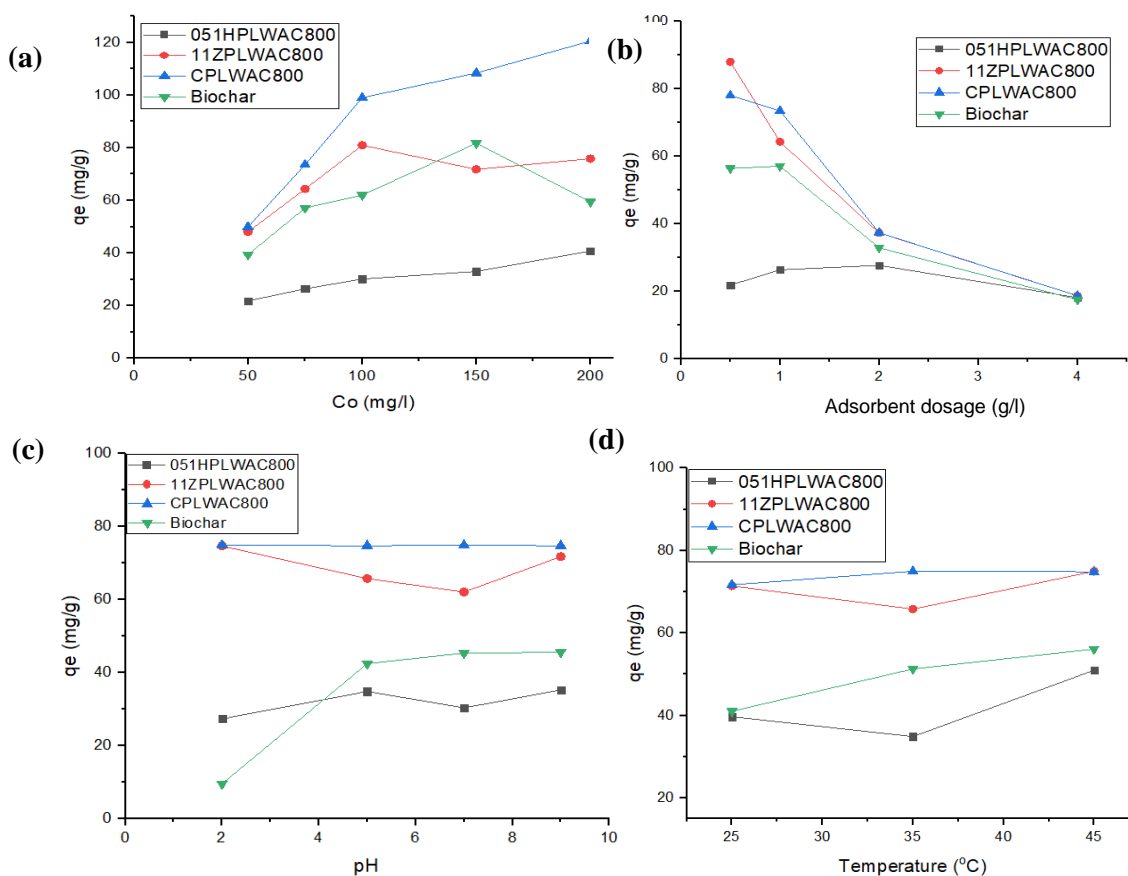 (a)
051HPLWAC800
11ZPLWAC800
CPLWAC800
Biochar
120
100
80
60
40
20
0
qe (mg/g)
0
50
100
150
200
Co (mg/l)
(b)
051HPLWAC800
11ZPLWAC800
CPLWAC800
Biochar
100
80
60
40
20
0
qe (mg/g)
0
1
2
3
4
Adsorbent dosage (g/l)
(c)
051HPLWAC800
11ZPLWAC800
CPLWAC800
Biochar
100
80
60
40
20
0
qe (mg/g)
0
2
4
6
8
10
pH
(d)
051HPLWAC800
11ZPLWAC800
CPLWAC800
Biochar
100
80
60
40
20
qe (mg/g)
25
30
35
40
45
Temperature (°C)